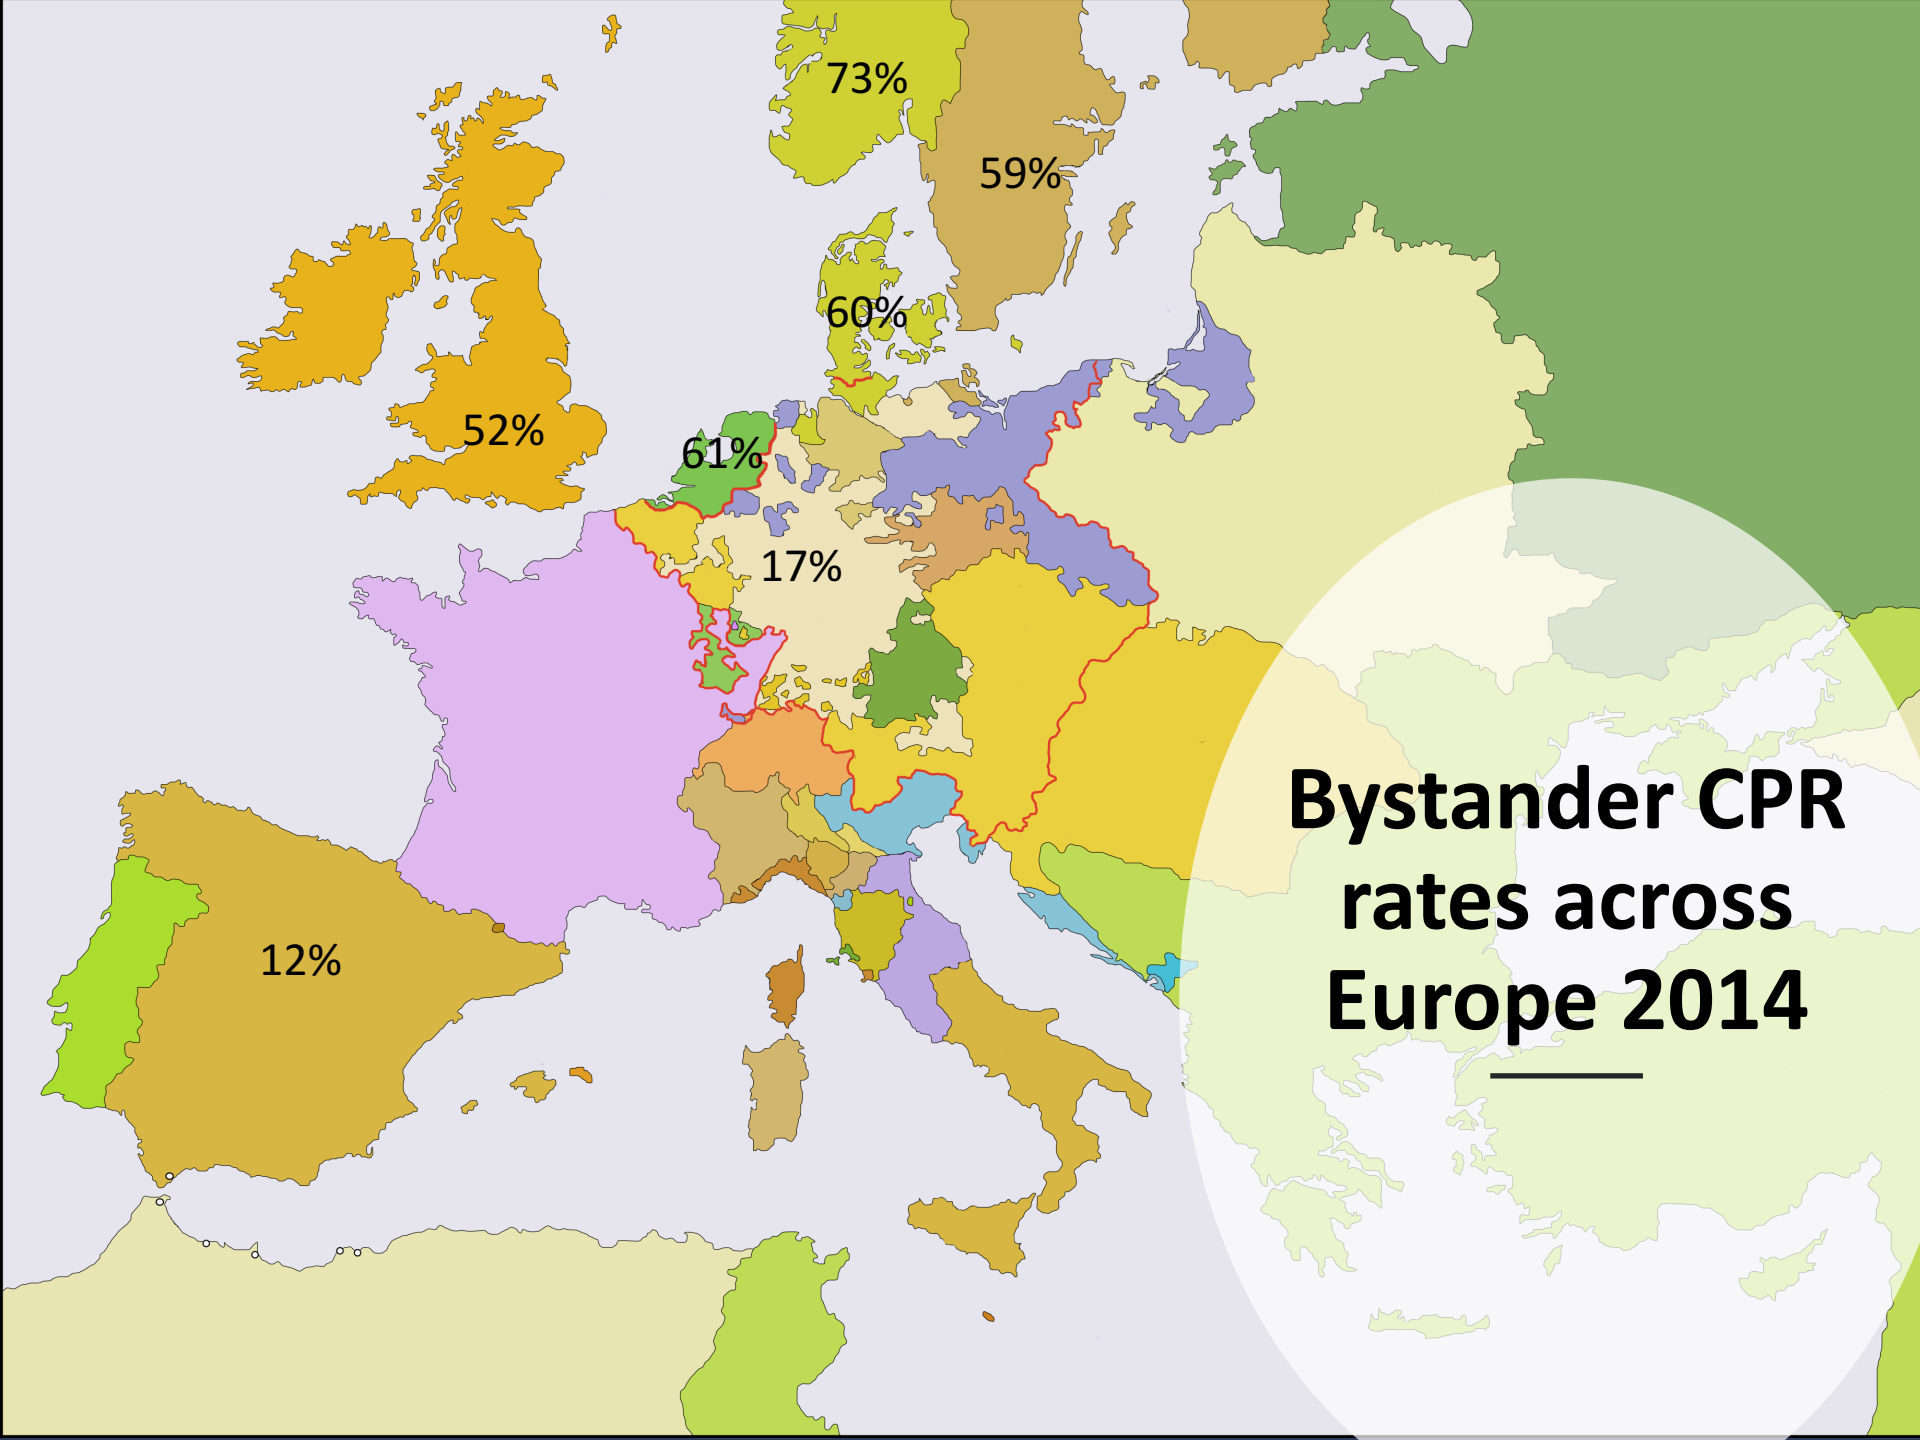 73%
59%
60%
52%
61%
17%
12%
Bystander CPR
rates across
Europe 2014